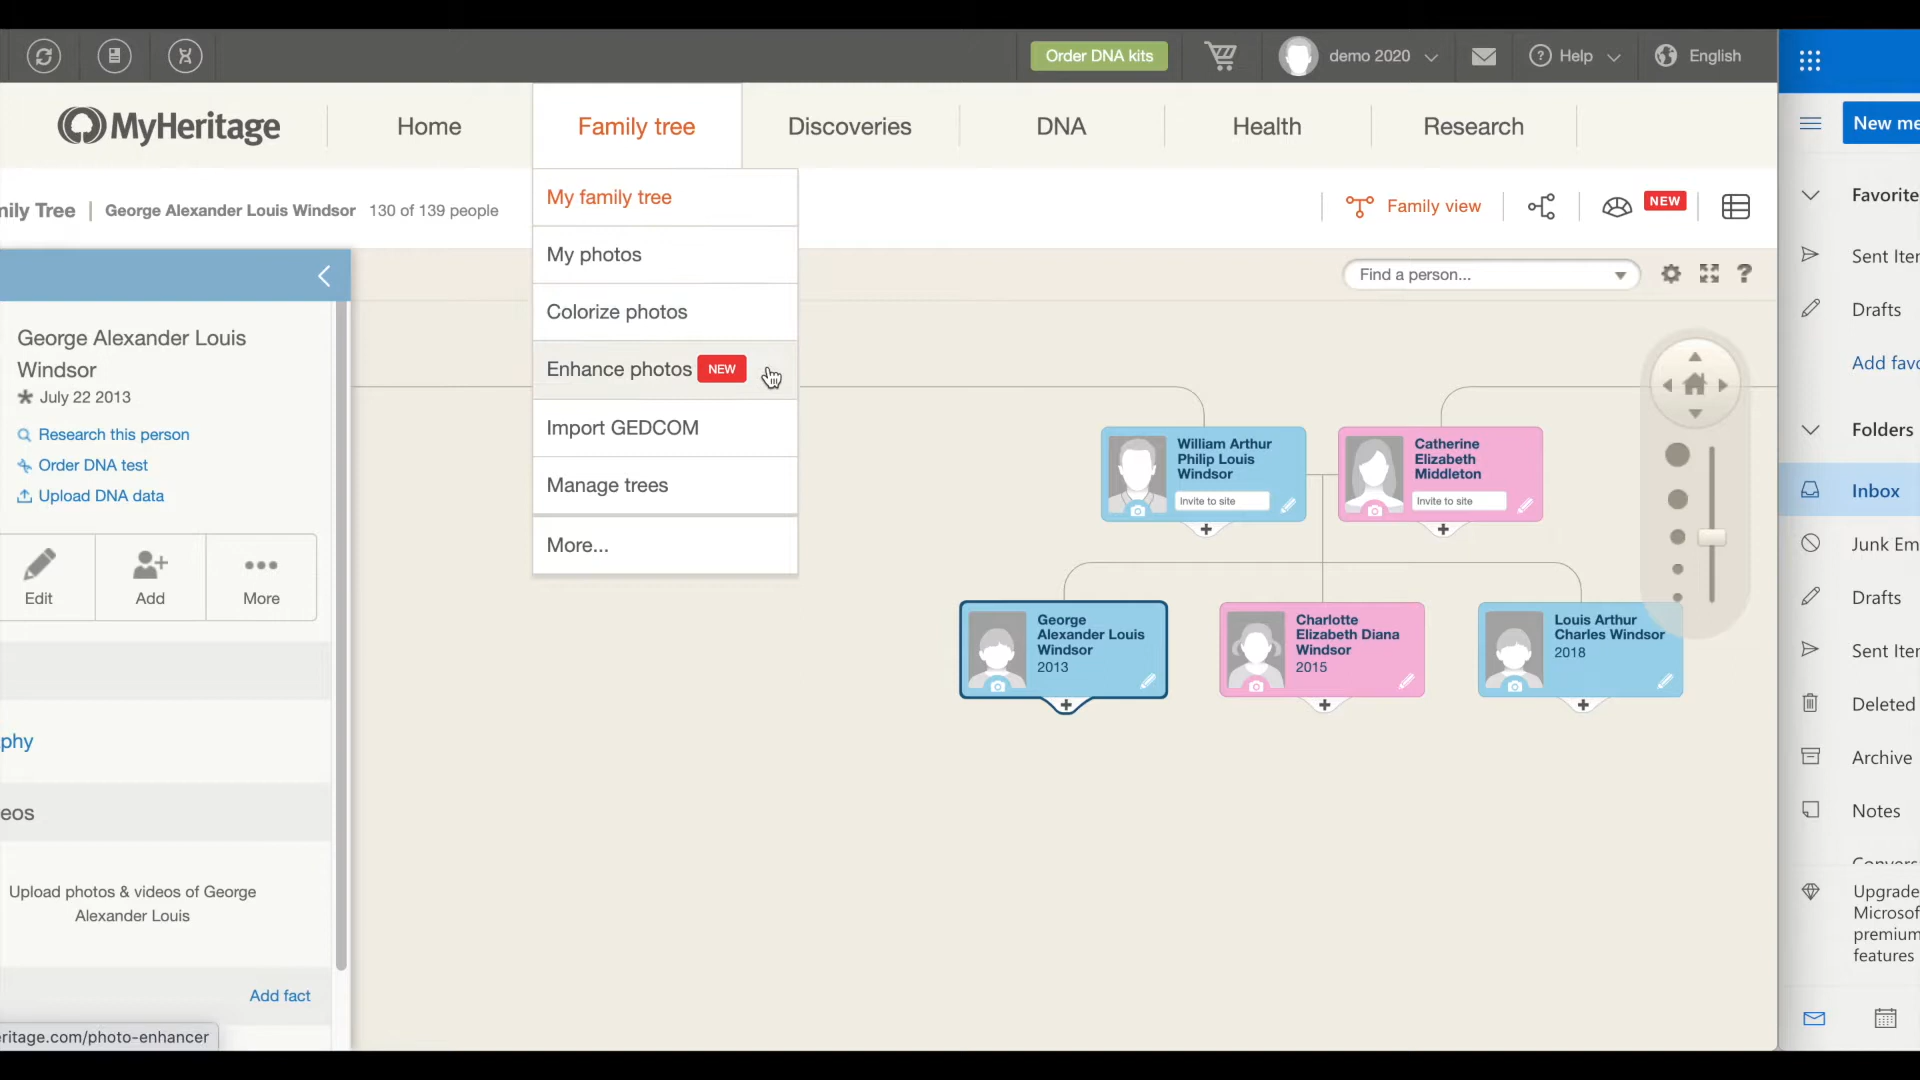 Order DNA kits
demo 2020
Help
English
MyHeritage
Home
Family tree
Discoveries
DNA
Health
Research
My family tree
My photos
Colorize photos
Enhance photos NEW
Import GEDCOM
Manage trees
More...
nily Tree | George Alexander Louis Windsor 130 of 139 people
Family view
NEW
Find a person...
George Alexander Louis
Windsor
July 22 2013
Research this person
Order DNA test
Upload DNA data
Edit
Add
More
phy
eos
Upload photos & videos of George
Alexander Louis
Add fact
eritage.com/photo-enhancer
William Arthur
Philip Louis
Windsor
Invite to site
Catherine
Elizabeth
Middleton
Invite to site
George
Alexander Louis
Windsor
2013
Charlotte
Elizabeth Diana
Windsor
2015
Louis Arthur
Charles Windsor
2018
New me
Favorite
Sent Iter
Drafts
Add favo
Folders
Inbox
Junk Em
Drafts
Sent Iter
Deleted
Archive
Notes
Upgrade
Microsof
premium
features